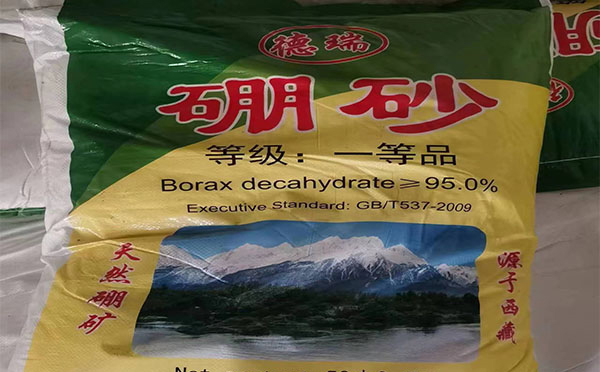 德瑞
硼砂
等级：一等品
Borax decahydrate≥95.0%
Executive Standard: GB/T537-2009
天然硼矿
源于西藏